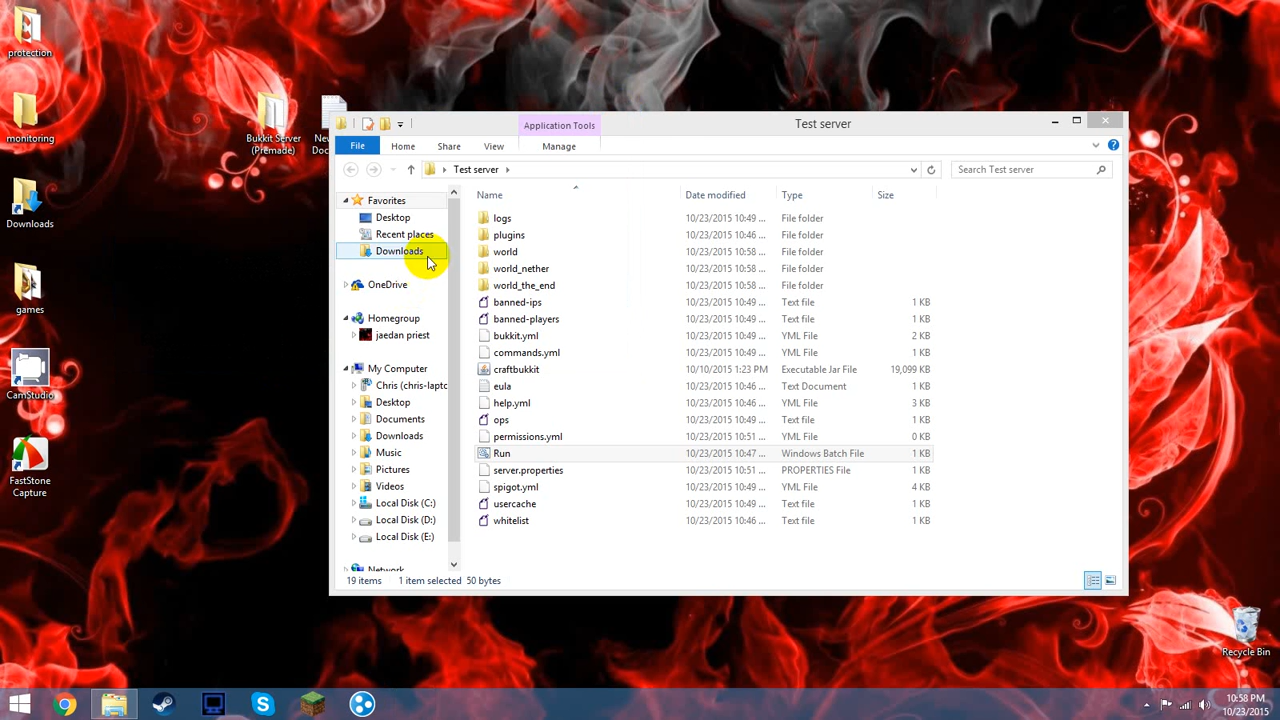 protection
monitoring
Downloads
games
CamStudio
FastStone
Capture
Bukkit Server
(Premade)
Test server
Application Tools
File
Home
Share
View
Manage
Test server
Search Test server
Favorites
Desktop
Recent places
Downloads
OneDrive
Homegroup
jaedan priest
My Computer
Chris (chris-laptc
Desktop
Documents
Downloads
Music
Pictures
Videos
Local Disk (C:)
Local Disk (D:)
Local Disk (E:)
Name Date modified Type Size
logs 10/23/2015 10:49 ... File folder
plugins 10/23/2015 10:46 ... File folder
world 10/23/2015 10:58 ... File folder
world_nether 10/23/2015 10:58 ... File folder
world_the_end 10/23/2015 10:58 ... File folder
banned-ips 10/23/2015 10:49 ... Text file 1 KB
banned-players 10/23/2015 10:49 ... Text file 1 KB
bukkit.yml 10/23/2015 10:49 ... YML File 2 KB
commands.yml 10/23/2015 10:49 ... YML File 1 KB
craftbukkit 10/10/2015 1:23 PM Executable Jar File 19,099 KB
eula 10/23/2015 10:46 ... Text Document 1 KB
help.yml 10/23/2015 10:46 ... YML File 3 KB
ops 10/23/2015 10:49 ... Text file 1 KB
permissions.yml 10/23/2015 10:51 ... YML File 0 KB
Run 10/23/2015 10:47 ... Windows Batch File 1 KB
server.properties 10/23/2015 10:51 ... PROPERTIES File 1 KB
spigot.yml 10/23/2015 10:49 ... YML File 4 KB
usercache 10/23/2015 10:49 ... Text file 1 KB
whitelist 10/23/2015 10:46 ... Text file 1 KB
19 items 1 item selected 50 bytes
Recycle Bin
10:58 PM
10/23/2015